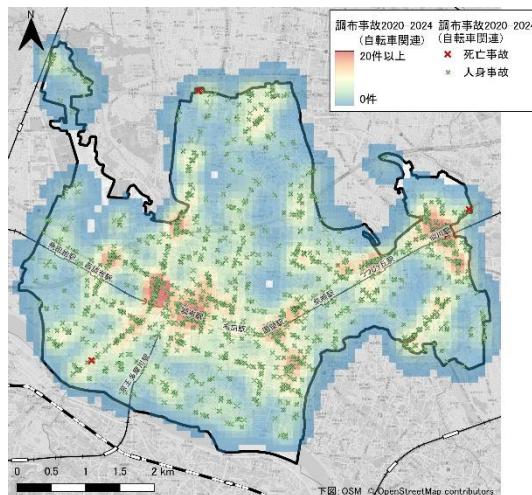 調布事故2020-2024
(自転車関連)
20件以上
0件
調布事故2020-2024
(自転車関連)
死亡事故
人身事故
飛田給駅
西調布駅
調布駅
布田駅
国領駅
柴崎駅
つつじヶ丘駅
仙川駅
京王多摩川駅
0 0.5 1 1.5 2 km
下図:OSM © OpenStreetMap contributors